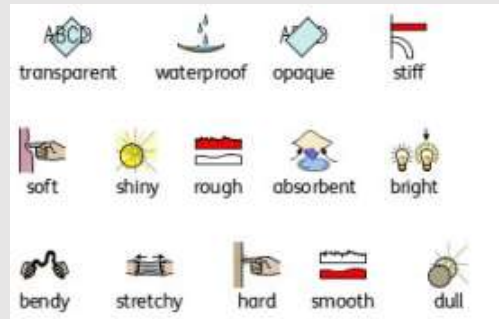 ABCD
A D
transparent waterproof opaque stiff
soft shiny rough absorbent bright
bendy stretchy hard smooth dull